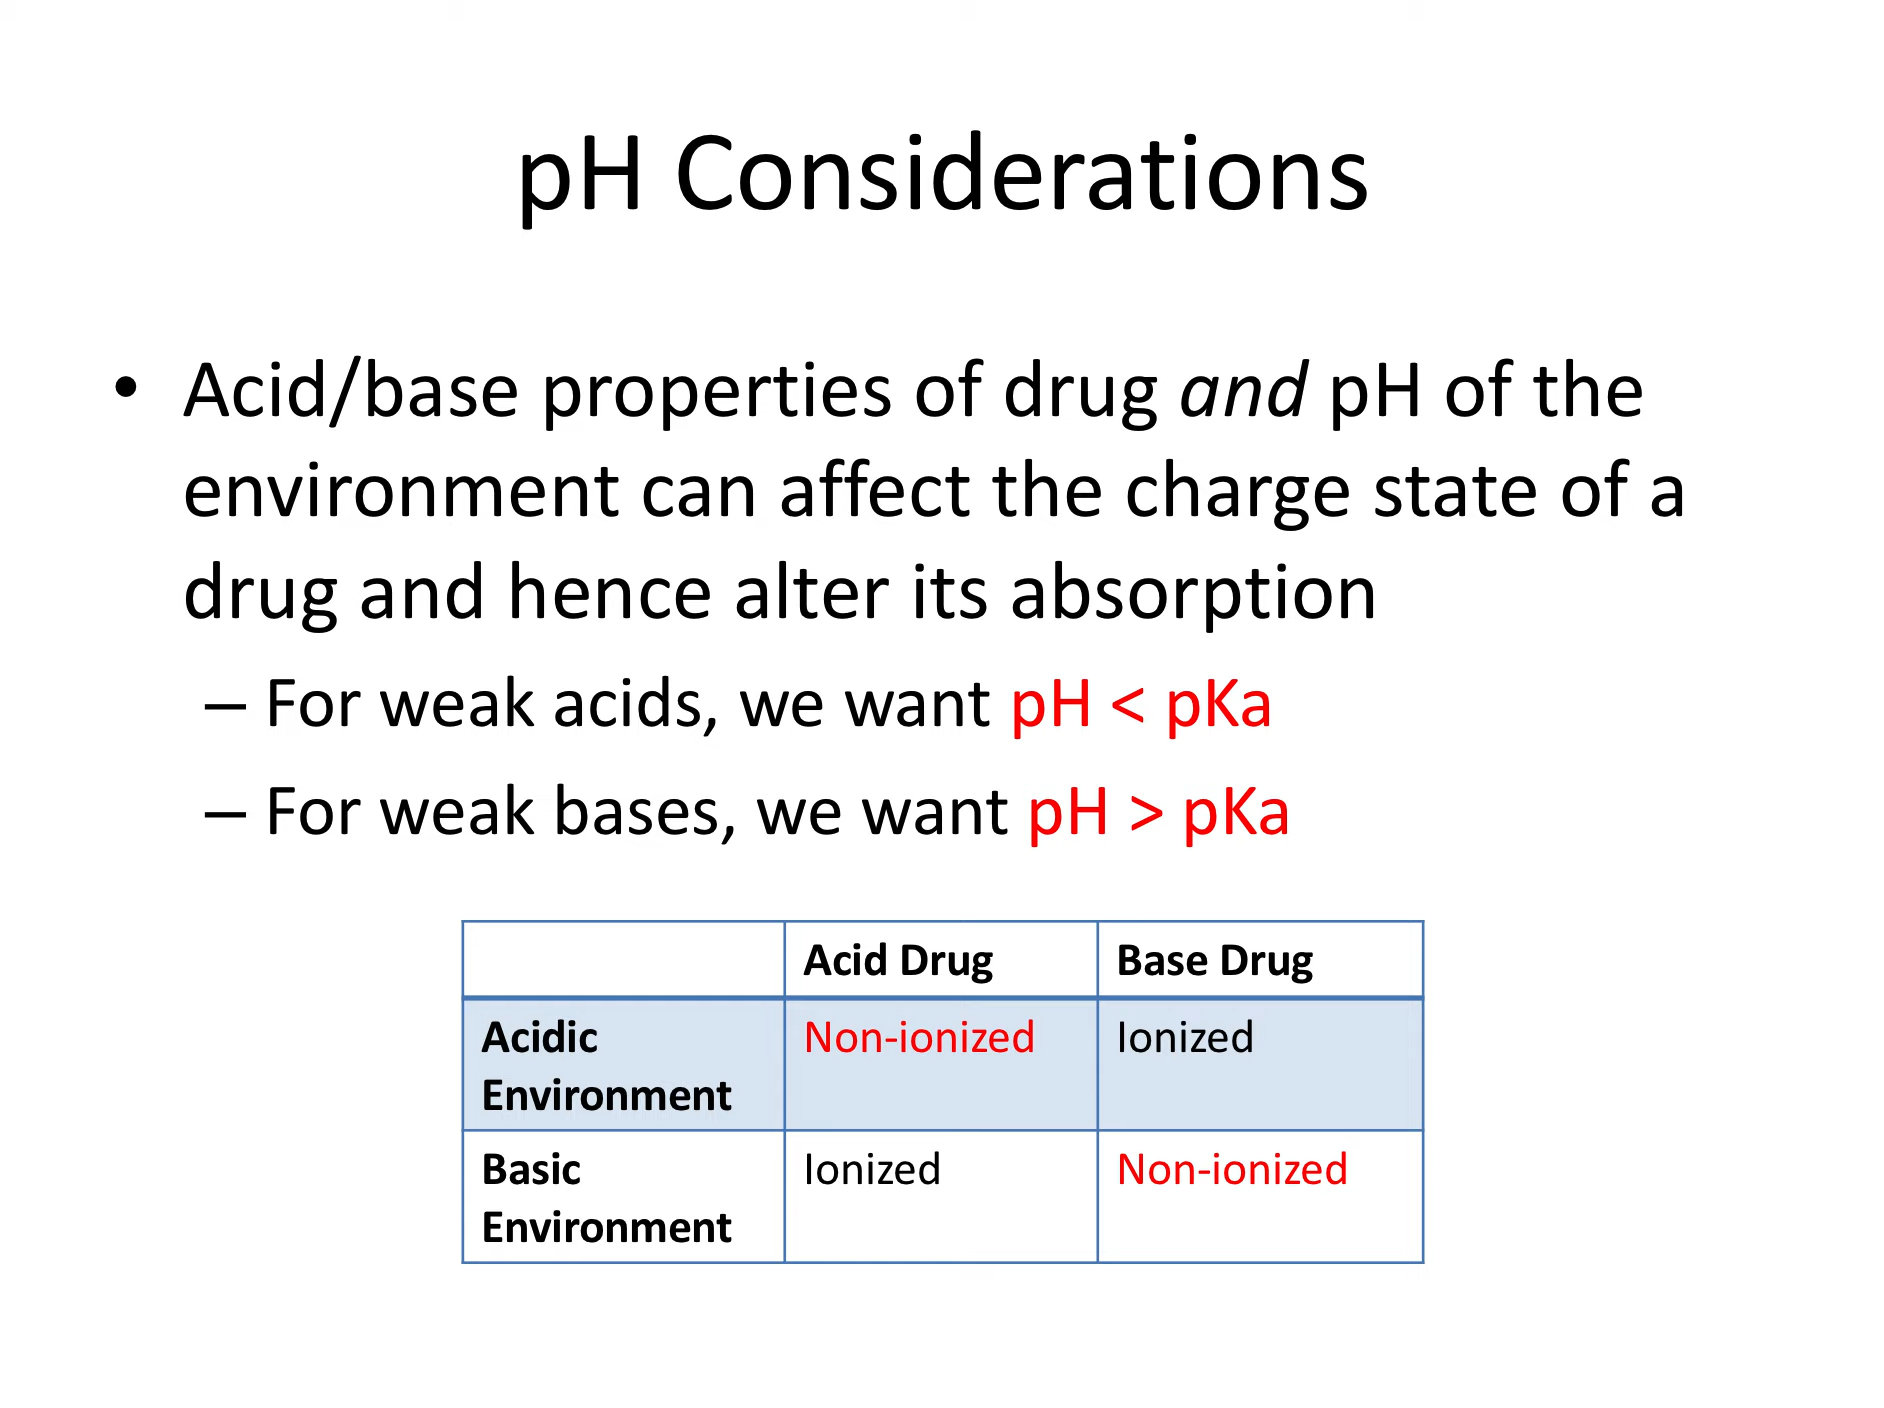 pH Considerations
• Acid/base properties of drug and pH of the
environment can affect the charge state of a
drug and hence alter its absorption
– For weak acids, we want pH < pKa
– For weak bases, we want pH > pKa
Acid Drug Base Drug
Acidic Environment Non-ionized Ionized
Basic Environment Ionized Non-ionized